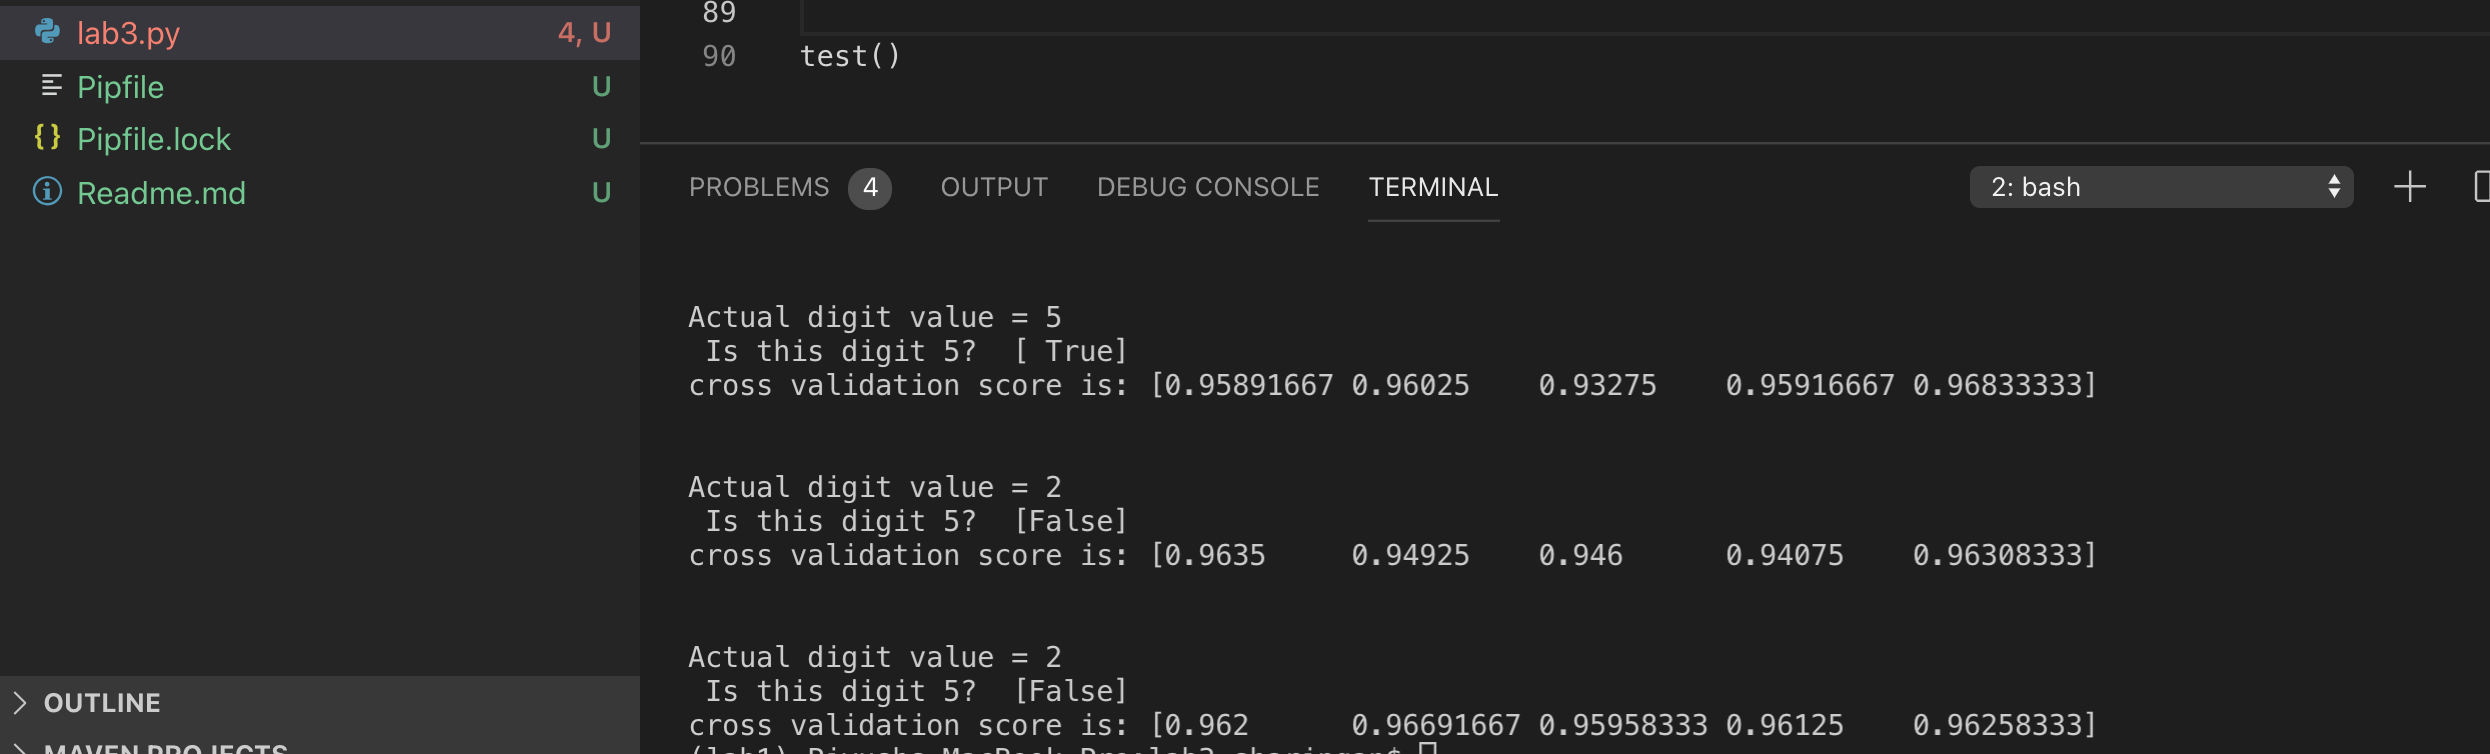 lab3.py 4, U
Pipfile U
{} Pipfile.lock U
Readme.md U
OUTLINE
MAVEN PROJECTS
89
90 test()
PROBLEMS 4 OUTPUT DEBUG CONSOLE TERMINAL 2: bash
Actual digit value = 5
Is this digit 5? [ True]
cross validation score is: [0.95891667 0.96025 0.93275 0.95916667 0.96833333]
Actual digit value = 2
Is this digit 5? [False]
cross validation score is: [0.9635 0.94925 0.946 0.94075 0.96308333]
Actual digit value = 2
Is this digit 5? [False]
cross validation score is: [0.962 0.96691667 0.95958333 0.96125 0.96258333]
(lab1) MacBook